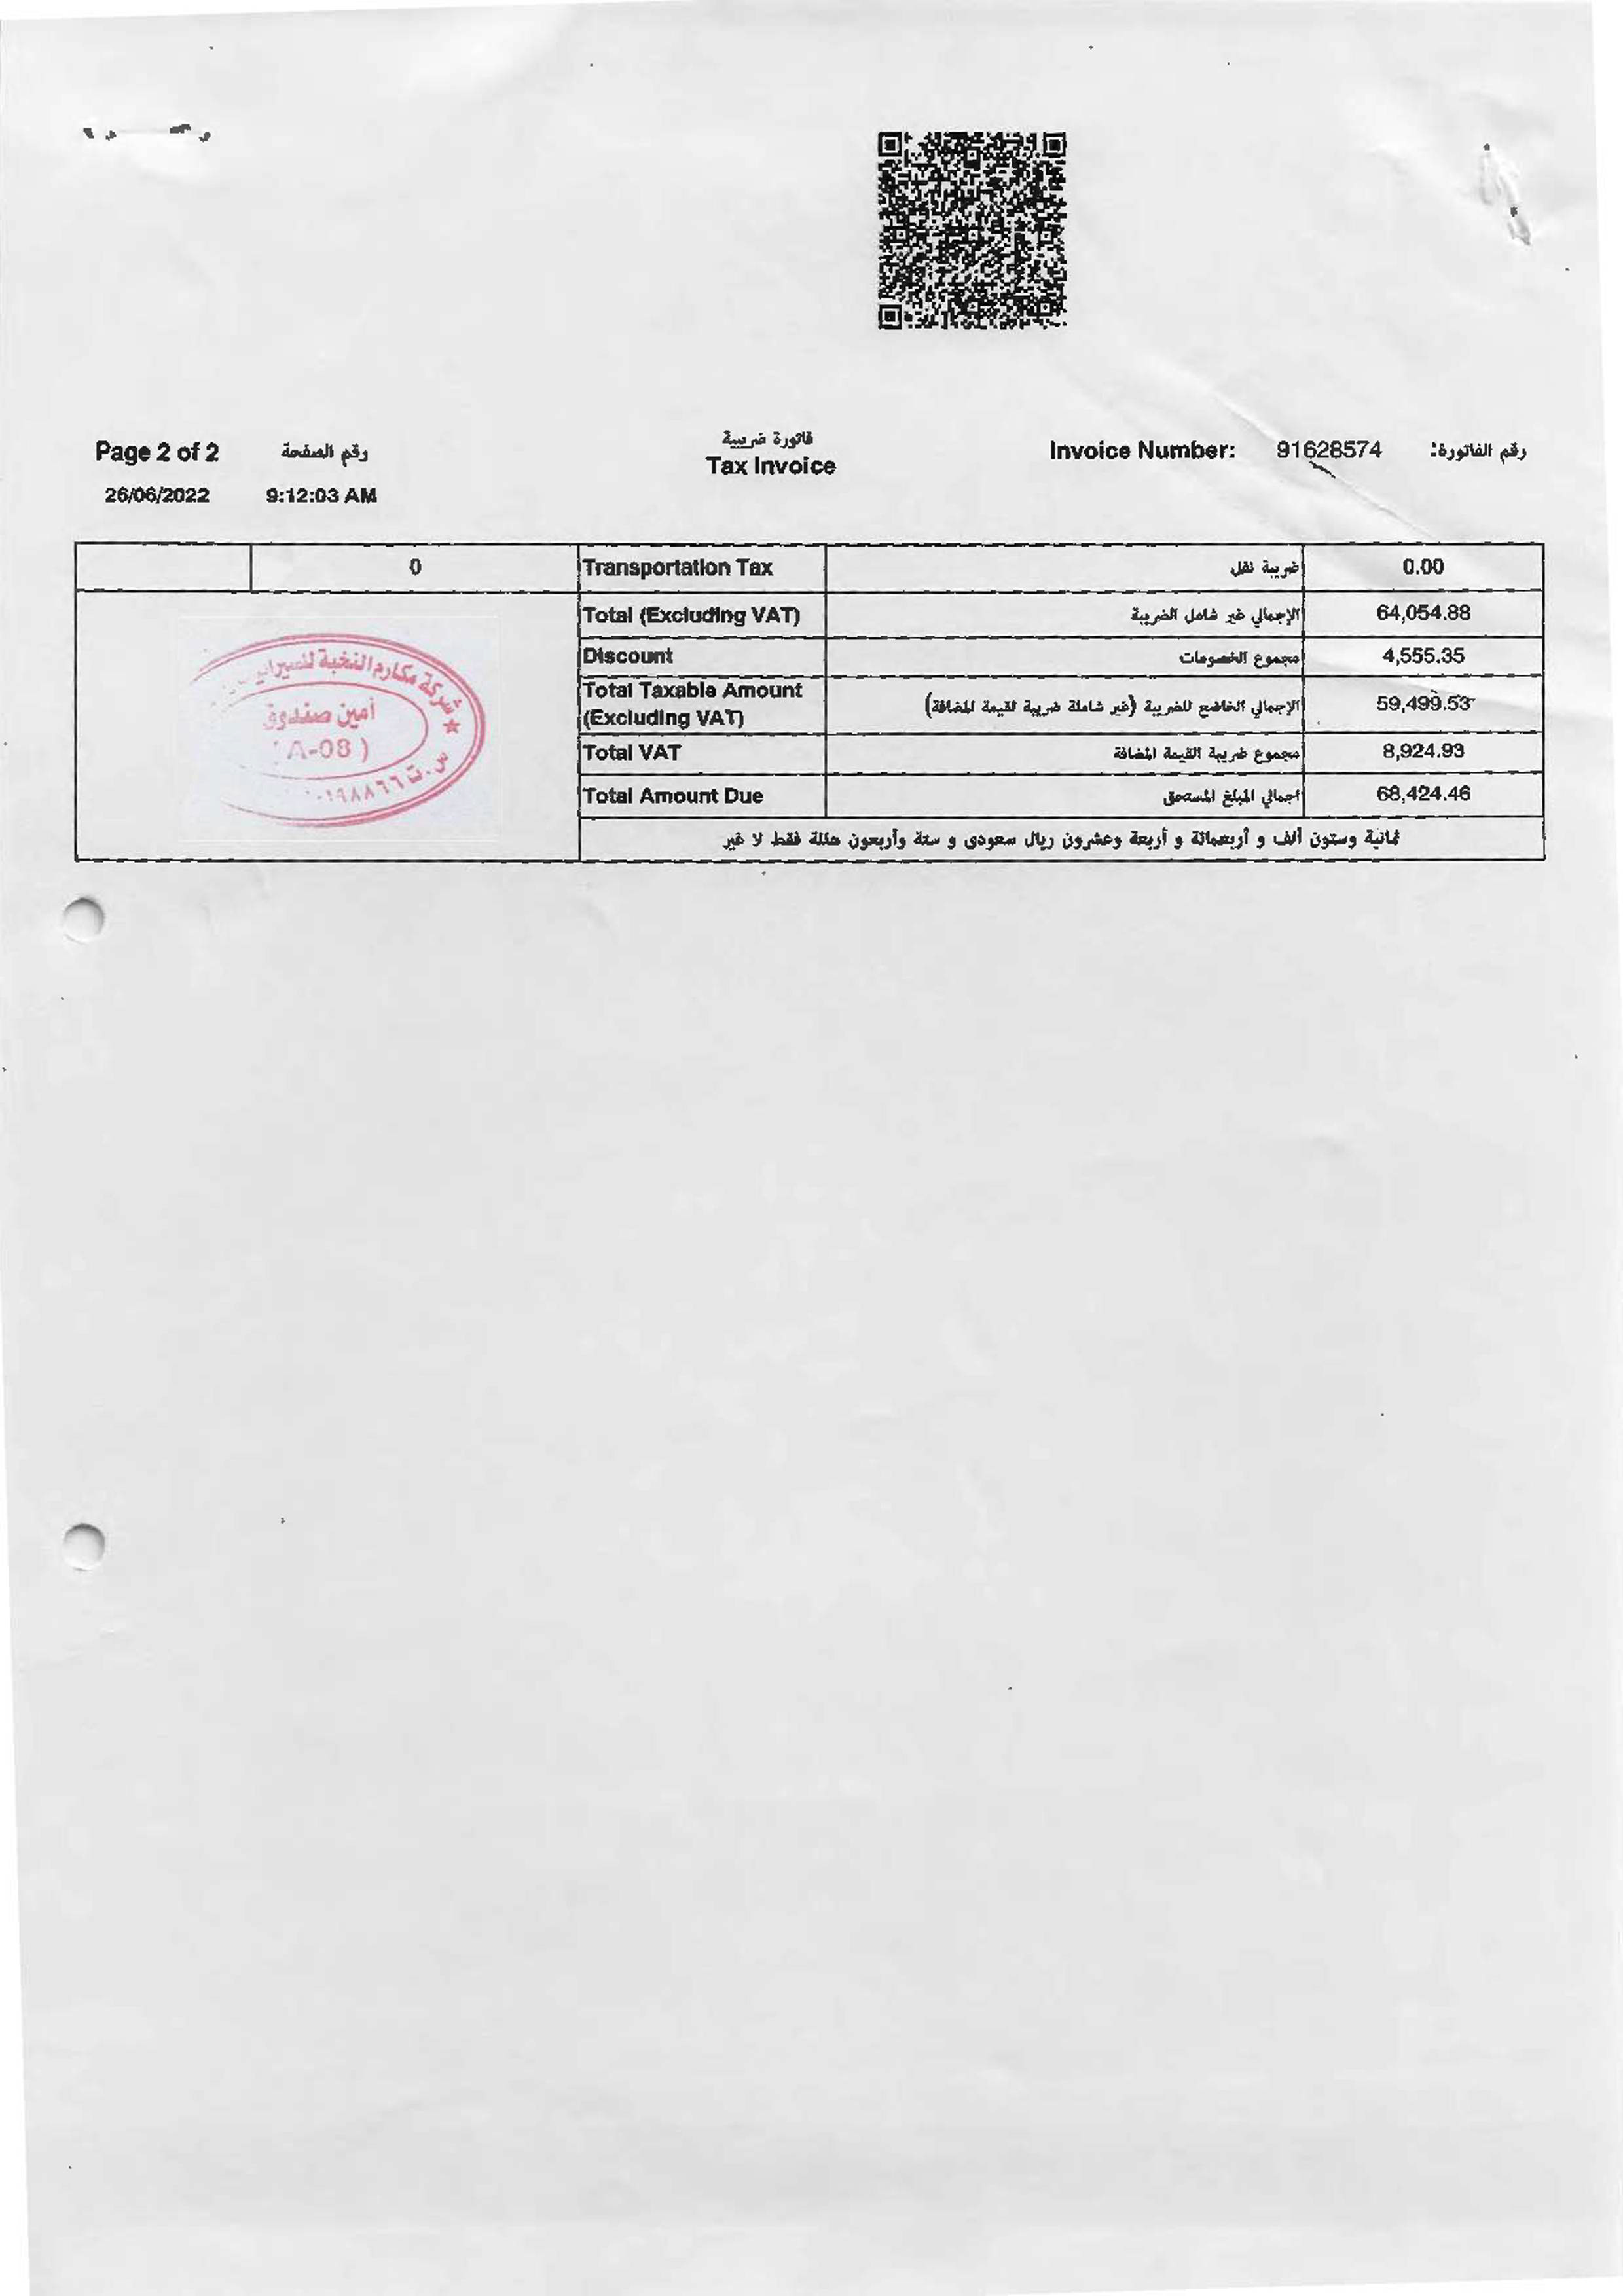 Page 2 of 2 رقم الصفحة
26/06/2022 9:12:03 AM
فاتورة ضريبية
Tax Invoice
Invoice Number: 91628574 رقم الفاتورة:
0 Transportation Tax ضريبة نقل 0.00
Total (Excluding VAT) الإجمالي غير شامل الضريبة 64,054.88
Discount مجموع الخصومات 4,555.35
Total Taxable Amount (Excluding VAT) الإجمالي الخاضع للضريبة (غير شاملة ضريبة القيمة المضافة) 59,499.53
Total VAT مجموع ضريبة القيمة المضافة 8,924.93
Total Amount Due اجمالي المبلغ المستحق 68,424.46
ثمانية وستون ألف و أربعمائة و أربعة وعشرون ريال سعودى و ستة وأربعون هللة فقط لا غير
شركة مكارم النخبة للسيراميك
أمين صندوق
(A-08)
س.ت